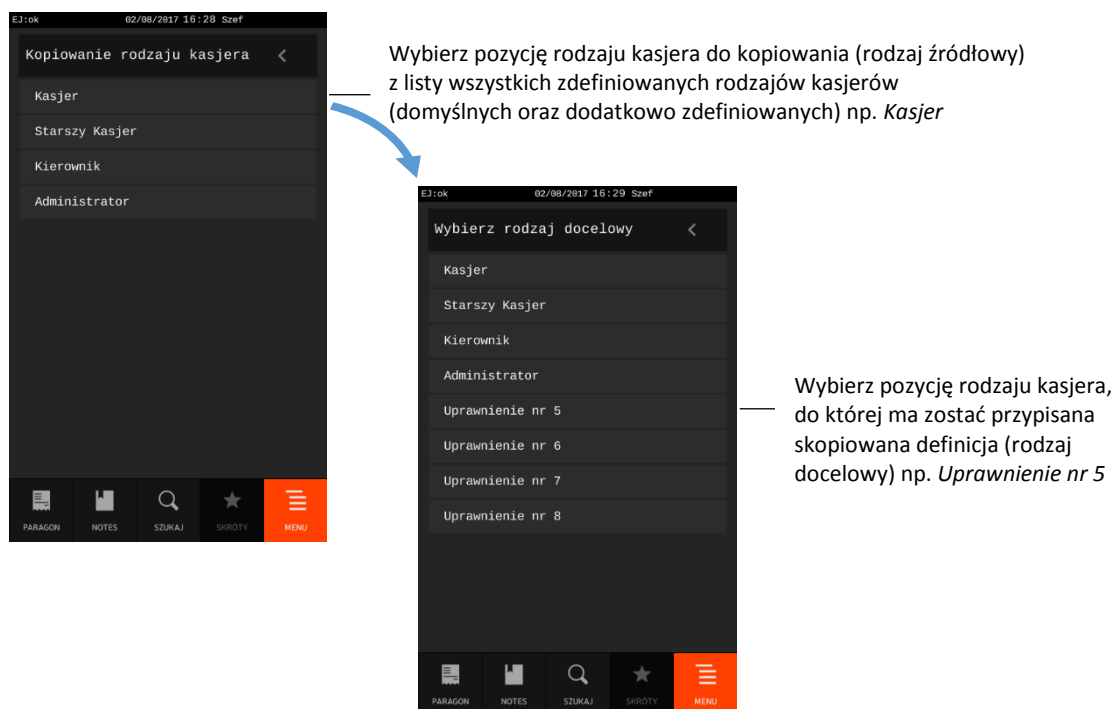 EJ:ok 02/08/2017 16:28 Szef
Kopiowanie rodzaju kasjera <
Kasjer
Starszy Kasjer
Kierownik
Administrator
PARAGON NOTES SZUKAJ SKRÓTY MENU
Wybierz pozycję rodzaju kasjera do kopiowania (rodzaj źródłowy)
z listy wszystkich zdefiniowanych rodzajów kasjerów
(domyślnych oraz dodatkowo zdefiniowanych) np. Kasjer
EJ:ok 02/08/2017 16:29 Szef
Wybierz rodzaj docelowy <
Kasjer
Starszy Kasjer
Kierownik
Administrator
Uprawnienie nr 5
Uprawnienie nr 6
Uprawnienie nr 7
Uprawnienie nr 8
PARAGON NOTES SZUKAJ SKRÓTY MENU
Wybierz pozycję rodzaju kasjera,
do której ma zostać przypisana
skopiowana definicja (rodzaj
docelowy) np. Uprawnienie nr 5